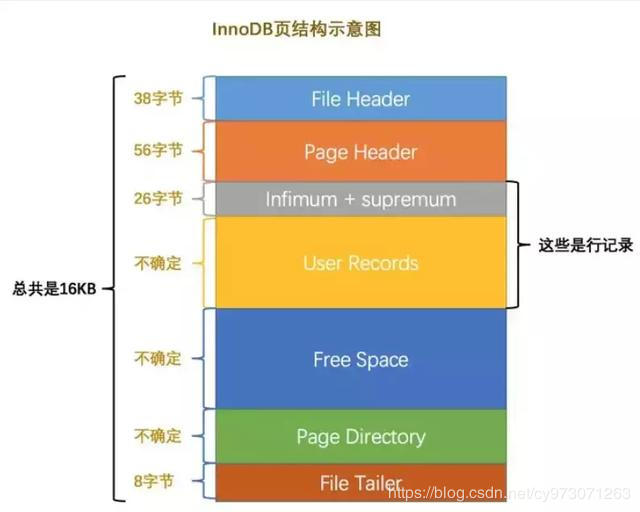 InnoDB页结构示意图
38字节
File Header
56字节
Page Header
26字节
Infimum + supremum
不确定
User Records
这些是行记录
总共是16KB
不确定
Free Space
不确定
Page Directory
8字节
File Tailer
https://blog.csdn.net/cy973071263